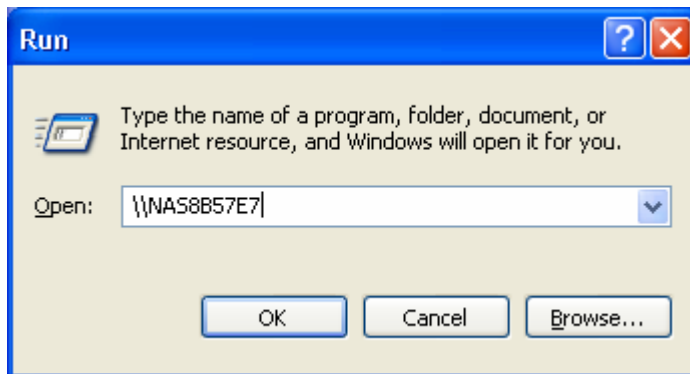 Run
Type the name of a program, folder, document, or
Internet resource, and Windows will open it for you.
Open: \\NAS8B57E7
OK Cancel Browse...